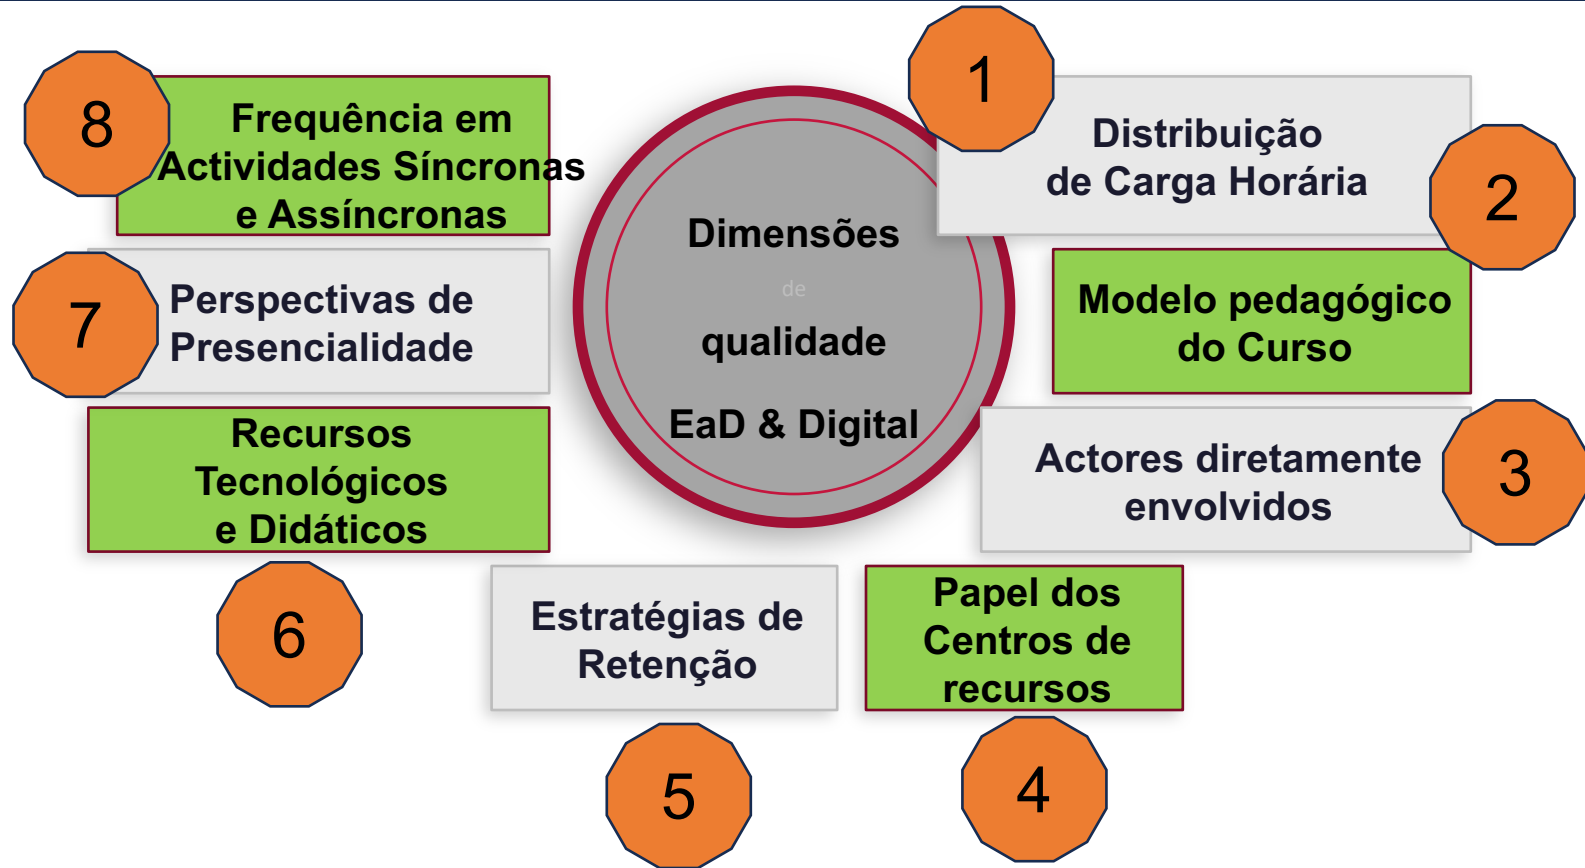 Dimensões
de
qualidade
EaD & Digital
1
Distribuição
de Carga Horária
2
Modelo pedagógico
do Curso
3
Actores diretamente
envolvidos
4
Papel dos
Centros de
recursos
5
Estratégias de
Retenção
6
Recursos
Tecnológicos
e Didáticos
7
Perspectivas de
Presencialidade
8
Frequência em
Actividades Síncronas
e Assíncronas